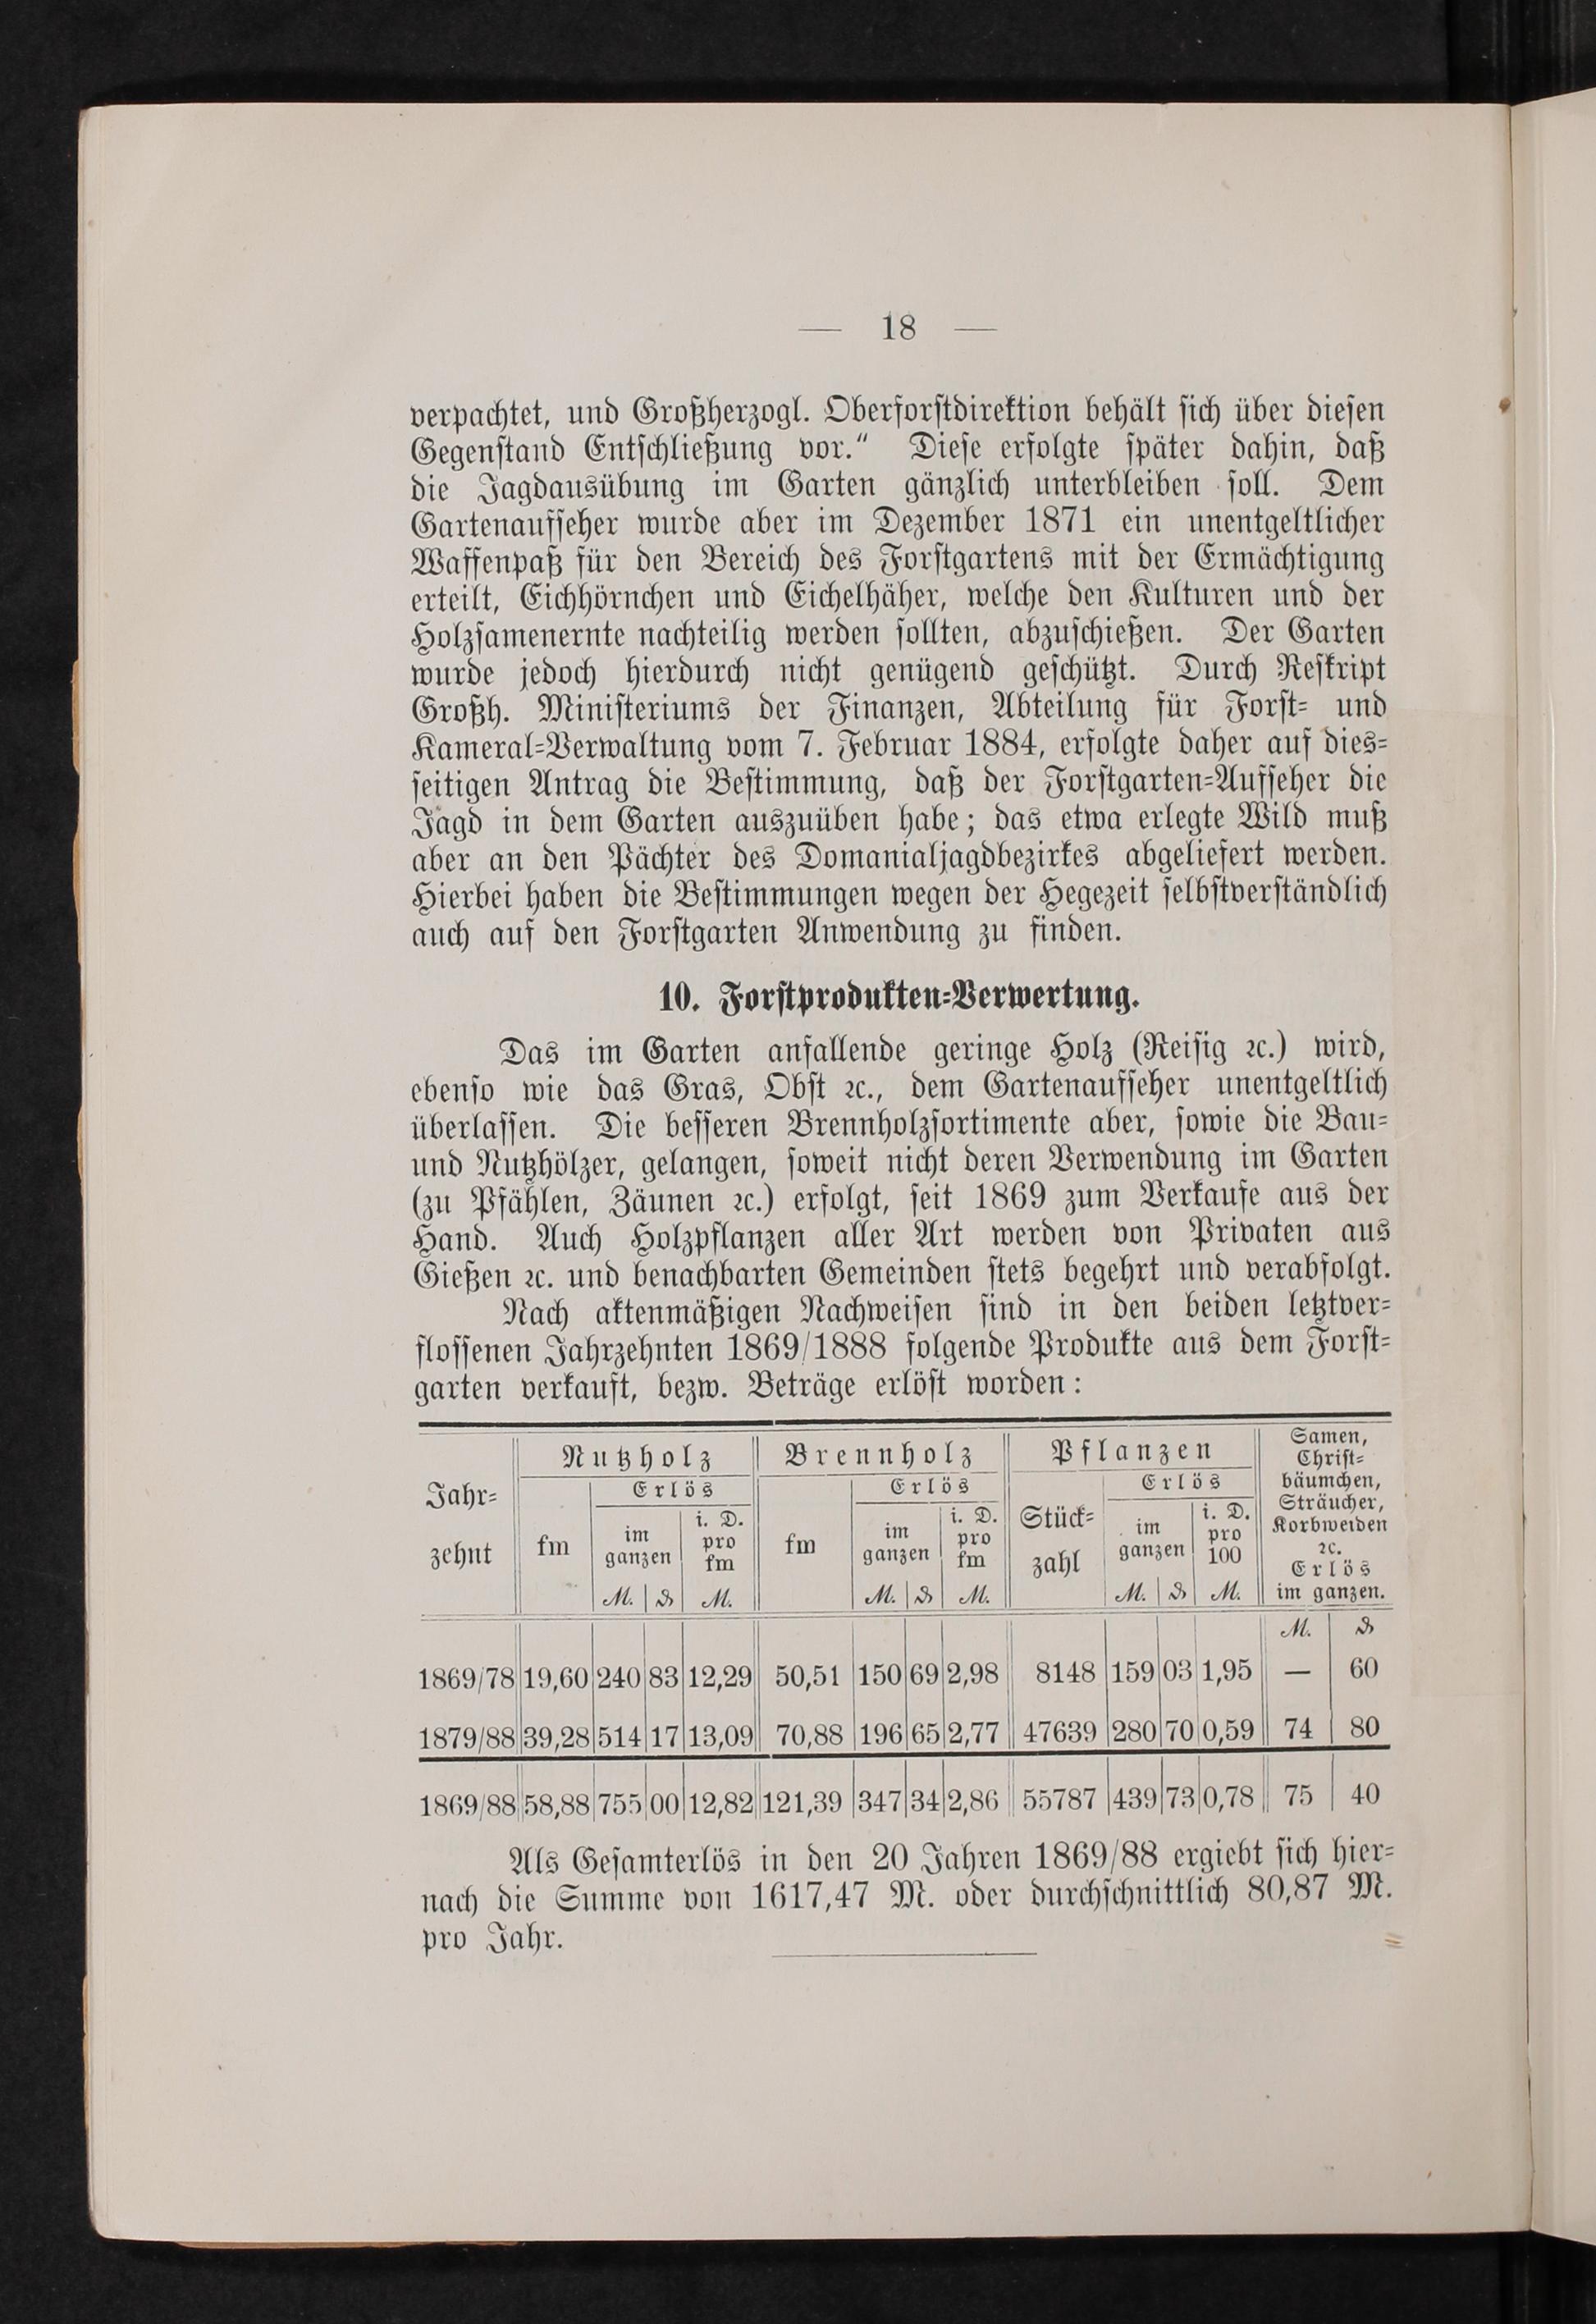 — 18 —
verpachtet, und Großherzogl. Oberforstdirektion behält sich über diesen
Gegenstand Entschließung vor.“ Diese erfolgte später dahin, daß
die Jagdausübung im Garten gänzlich unterbleiben soll. Dem
Gartenaufseher wurde aber im Dezember 1871 ein unentgeltlicher
Waffenpaß für den Bereich des Forstgartens mit der Ermächtigung
erteilt, Eichhörnchen und Eichelhäher, welche den Kulturen und der
Holzsamenernte nachteilig werden sollten, abzuschießen. Der Garten
wurde jedoch hierdurch nicht genügend geschützt. Durch Reskript
Großh. Ministeriums der Finanzen, Abteilung für Forst- und
Kameral-Verwaltung vom 7. Februar 1884, erfolgte daher auf dies-
seitigen Antrag die Bestimmung, daß der Forstgarten-Aufseher die
Jagd in dem Garten auszuüben habe; das etwa erlegte Wild muß
aber an den Pächter des Domanialjagdbezirkes abgeliefert werden.
Hierbei haben die Bestimmungen wegen der Hegezeit selbstverständlich
auch auf den Forstgarten Anwendung zu finden.
10. Forstprodukten-Verwertung.
Das im Garten anfallende geringe Holz (Reisig ꝛc.) wird,
ebenso wie das Gras, Obst ꝛc., dem Gartenaufseher unentgeltlich
überlassen. Die besseren Brennholzsortimente aber, sowie die Bau-
und Nutzhölzer, gelangen, soweit nicht deren Verwendung im Garten
(zu Pfählen, Zäunen ꝛc.) erfolgt, seit 1869 zum Verkaufe aus der
Hand. Auch Holzpflanzen aller Art werden von Privaten aus
Gießen ꝛc. und benachbarten Gemeinden stets begehrt und verabfolgt.
Nach aktenmäßigen Nachweisen sind in den beiden letztver-
flossenen Jahrzehnten 1869/1888 folgende Produkte aus dem Forst-
garten verkauft, bezw. Beträge erlöst worden:
Jahr-
zehnt
Nutzholz
fm
Erlös
im
ganzen
M. ₰
i. D.
pro
fm
M.
Brennholz
fm
Erlös
im
ganzen
M. ₰
i. D.
pro
fm
M.
Pflanzen
Stück-
zahl
Erlös
im
ganzen
M. ₰
i. D.
pro
100
M.
Samen,
Christ-
bäumchen,
Sträucher,
Korbweiden
ꝛc.
Erlös
im ganzen.
M. ₰
1869/78 19,60 240 83 12,29 50,51 150 69 2,98 8148 159 03 1,95 — 60
1879/88 39,28 514 17 13,09 70,88 196 65 2,77 47639 280 70 0,59 74 80
1869/88 58,88 755 00 12,82 121,39 347 34 2,86 55787 439 73 0,78 75 40
Als Gesamterlös in den 20 Jahren 1869/88 ergiebt sich hier-
nach die Summe von 1617,47 M. oder durchschnittlich 80,87 M.
pro Jahr.